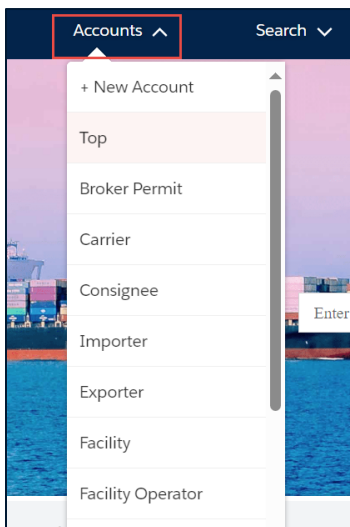 Accounts Search
+ New Account
Top
Broker Permit
Carrier
Consignee
Enter
Importer
Exporter
Facility
Facility Operator